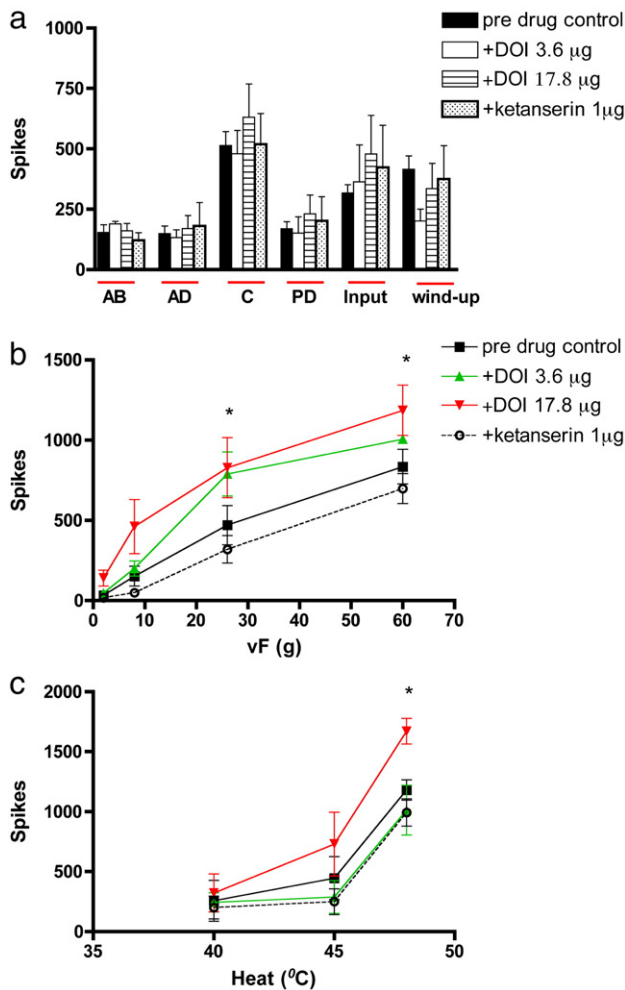 a
pre drug control
+DOI 3.6 μg
+DOI 17.8 μg
+ketanserin 1μg
1000
750
500
250
0
Spikes
AB AD C PD Input wind-up
b
pre drug control
+DOI 3.6 μg
+DOI 17.8 μg
+ketanserin 1μg
1500
1000
500
0
Spikes
* *
0 10 20 30 40 50 60 70
vF (g)
c
2000
1500
1000
500
0
Spikes
*
35 40 45 50
Heat (⁰C)